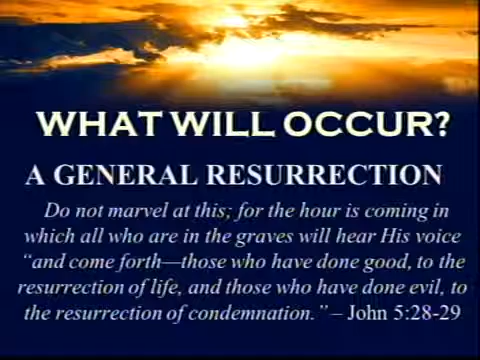 WHAT WILL OCCUR?
A GENERAL RESURRECTION
Do not marvel at this; for the hour is coming in
which all who are in the graves will hear His voice
“and come forth—those who have done good, to the
resurrection of life, and those who have done evil, to
the resurrection of condemnation.” – John 5:28-29